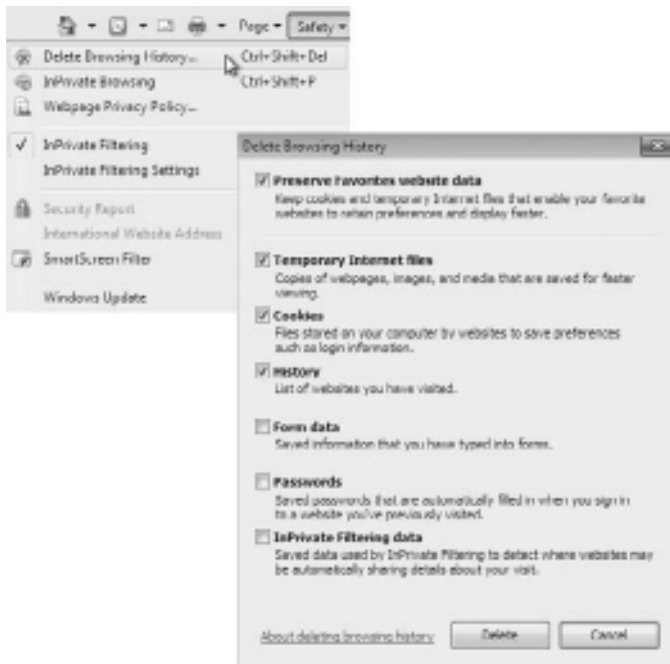 Page Safety
Delete Browsing History... Ctrl+Shift+Del
InPrivate Browsing Ctrl+Shift+P
Webpage Privacy Policy...
InPrivate Filtering
InPrivate Filtering Settings
Security Report
International Website Address
SmartScreen Filter
Windows Update
Delete Browsing History
Preserve Favorites website data
Keep cookies and temporary Internet files that enable your favorite
websites to retain preferences and display faster.
Temporary Internet files
Copies of webpages, images, and media that are saved for faster
viewing.
Cookies
Files stored on your computer by websites to save preferences
such as login information.
History
List of websites you have visited.
Form data
Saved information that you have typed into forms.
Passwords
Saved passwords that are automatically filled in when you sign in
to a website you've previously visited.
InPrivate Filtering data
Saved data used by InPrivate Filtering to detect where websites may
be automatically sharing details about your visit.
About deleting browsing history Delete Cancel